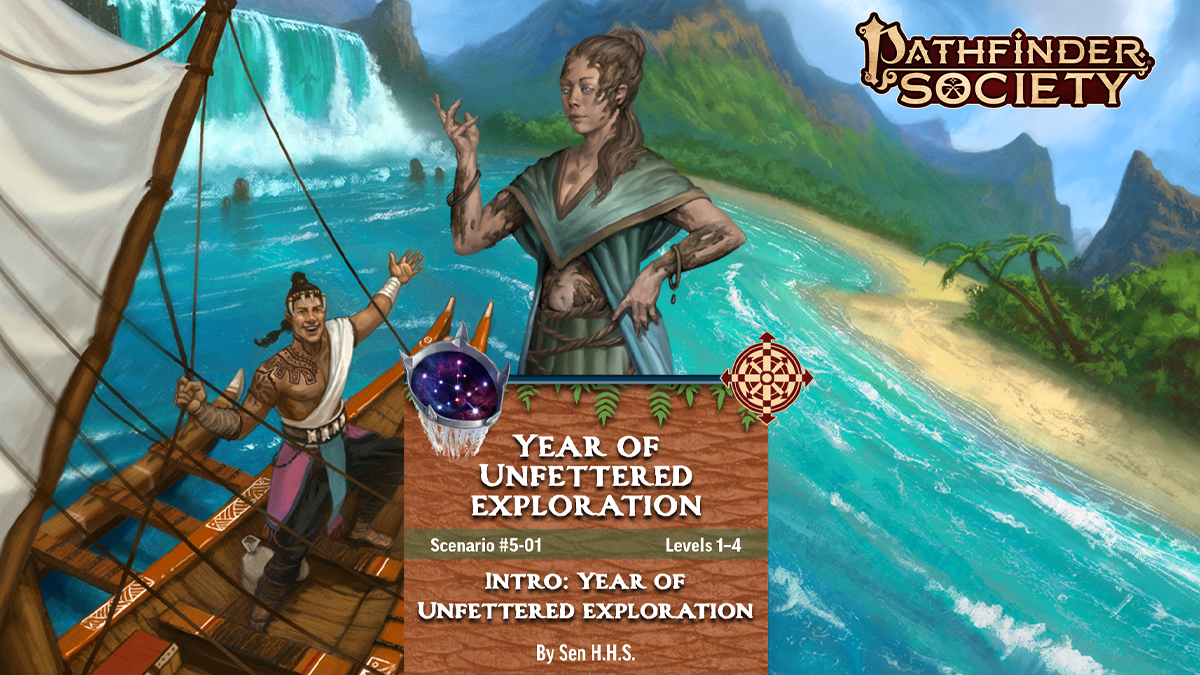 PATHFINDER
SOCIETY
YEAR OF
UNFETTERED
EXPLORATION
Scenario #5-01 Levels 1–4
INTRO: YEAR OF
UNFETTERED EXPLORATION
By Sen H.H.S.